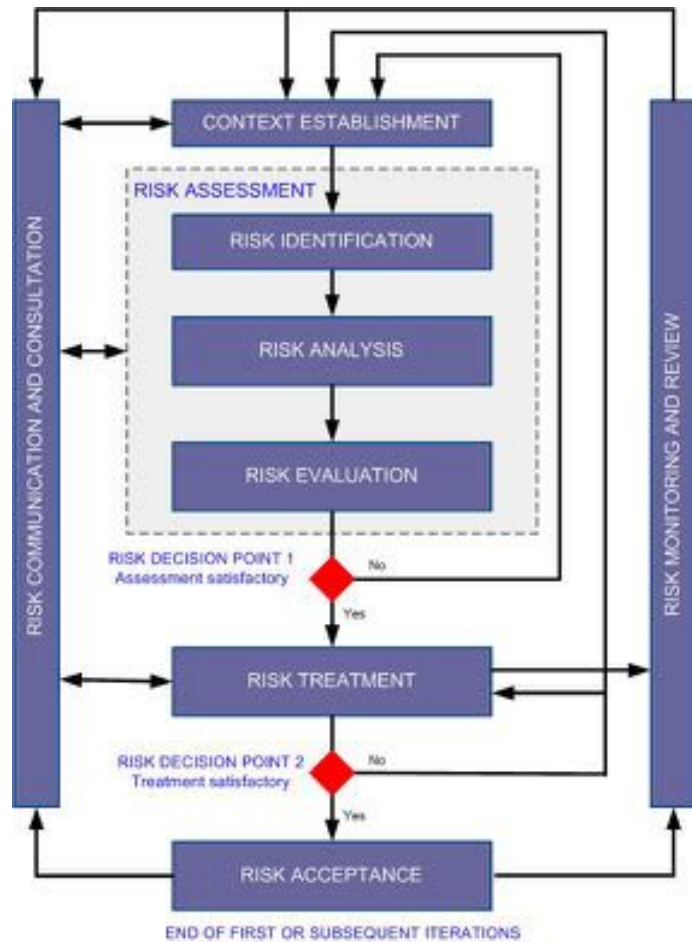 CONTEXT ESTABLISHMENT
RISK ASSESSMENT
RISK IDENTIFICATION
RISK ANALYSIS
RISK EVALUATION
RISK COMMUNICATION AND CONSULTATION
RISK MONITORING AND REVIEW
RISK DECISION POINT 1
Assessment satisfactory
No
Yes
RISK TREATMENT
RISK DECISION POINT 2
Treatment satisfactory
No
Yes
RISK ACCEPTANCE
END OF FIRST OR SUBSEQUENT ITERATIONS